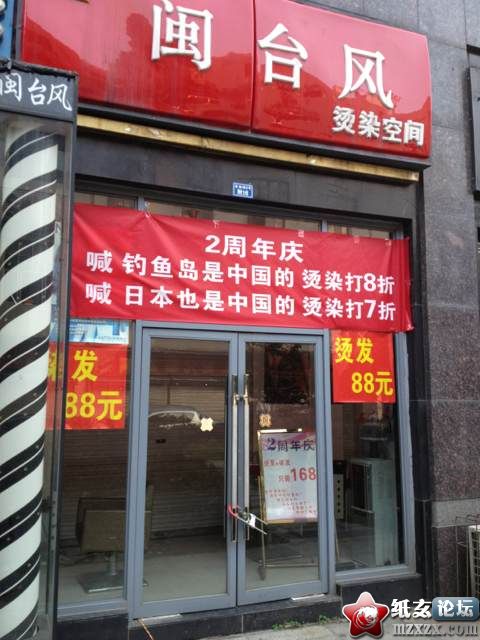 闽台风
烫染空间
闽台风
2周年庆
喊 钓鱼岛是中国的 烫染打8折
喊 日本也是中国的 烫染打7折
发
88元
烫发
88元
2周年庆
168
纸友论坛
mzxzx.com